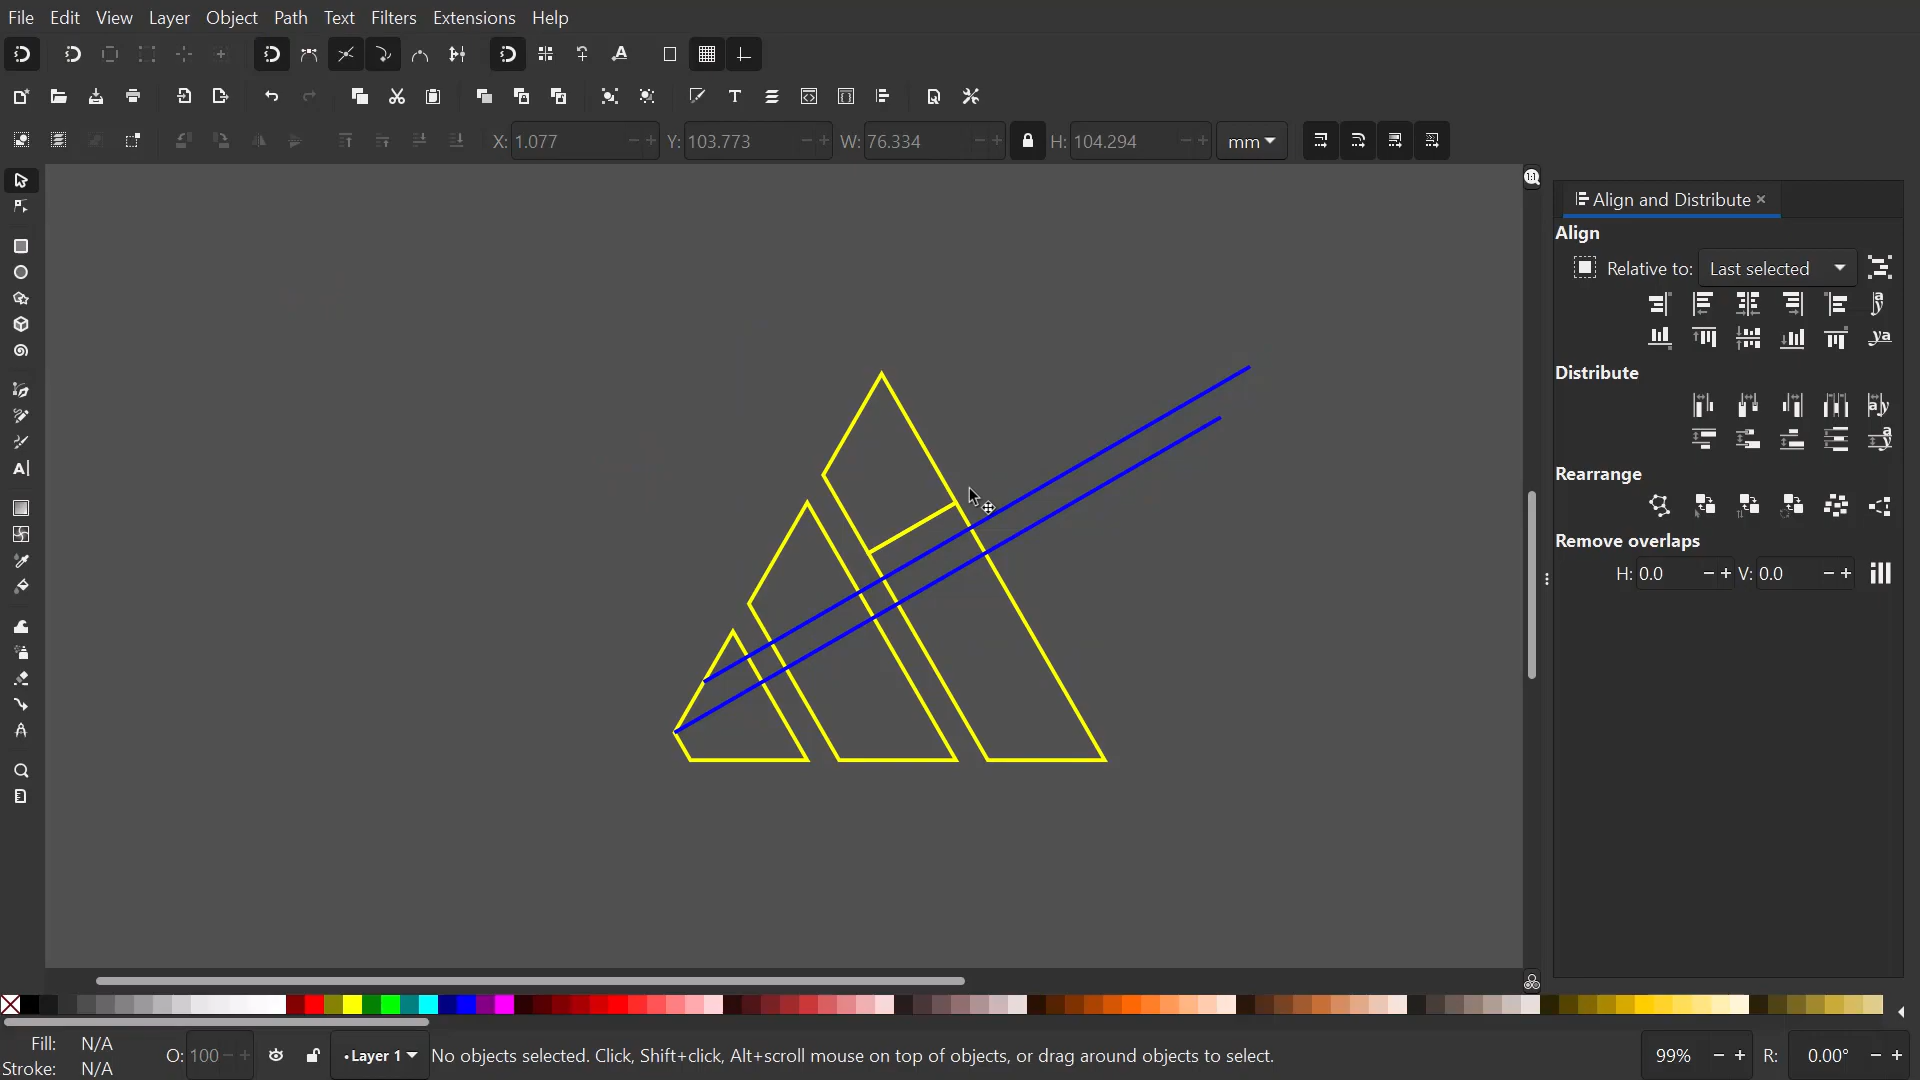 File Edit View Layer Object Path Text Filters Extensions Help
X: 1.077 Y: 103.773 W: 76.334 H: 104.294 mm
Align and Distribute
Align
Relative to: Last selected
Distribute
Rearrange
Remove overlaps
H: 0.0 V: 0.0
Fill: N/A
Stroke: N/A
O: 100
•Layer 1
No objects selected. Click, Shift+click, Alt+scroll mouse on top of objects, or drag around objects to select.
99%
R: 0.00°